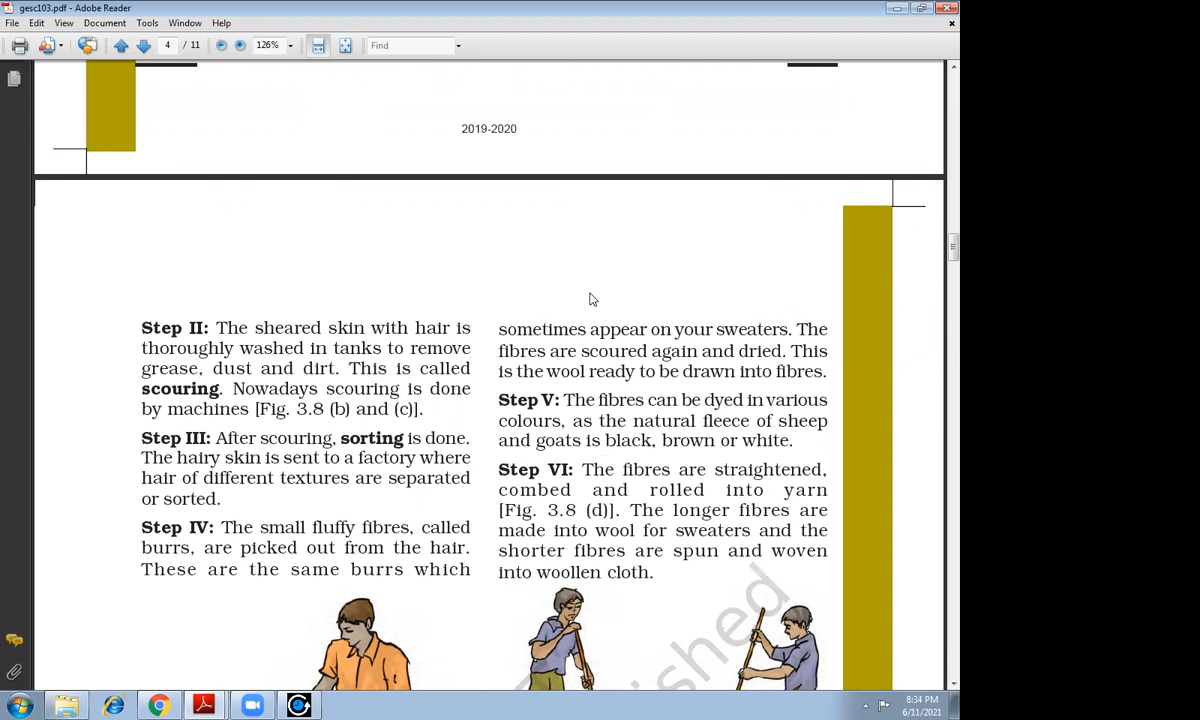 gesc103.pdf - Adobe Reader
File Edit View Document Tools Window Help
4 / 11 126% Find
2019-2020
Step II: The sheared skin with hair is
thoroughly washed in tanks to remove
grease, dust and dirt. This is called
scouring. Nowadays scouring is done
by machines [Fig. 3.8 (b) and (c)].
Step III: After scouring, sorting is done.
The hairy skin is sent to a factory where
hair of different textures are separated
or sorted.
Step IV: The small fluffy fibres, called
burrs, are picked out from the hair.
These are the same burrs which
sometimes appear on your sweaters. The
fibres are scoured again and dried. This
is the wool ready to be drawn into fibres.
Step V: The fibres can be dyed in various
colours, as the natural fleece of sheep
and goats is black, brown or white.
Step VI: The fibres are straightened,
combed and rolled into yarn
[Fig. 3.8 (d)]. The longer fibres are
made into wool for sweaters and the
shorter fibres are spun and woven
into woollen cloth.
shed
8:34 PM
6/11/2021